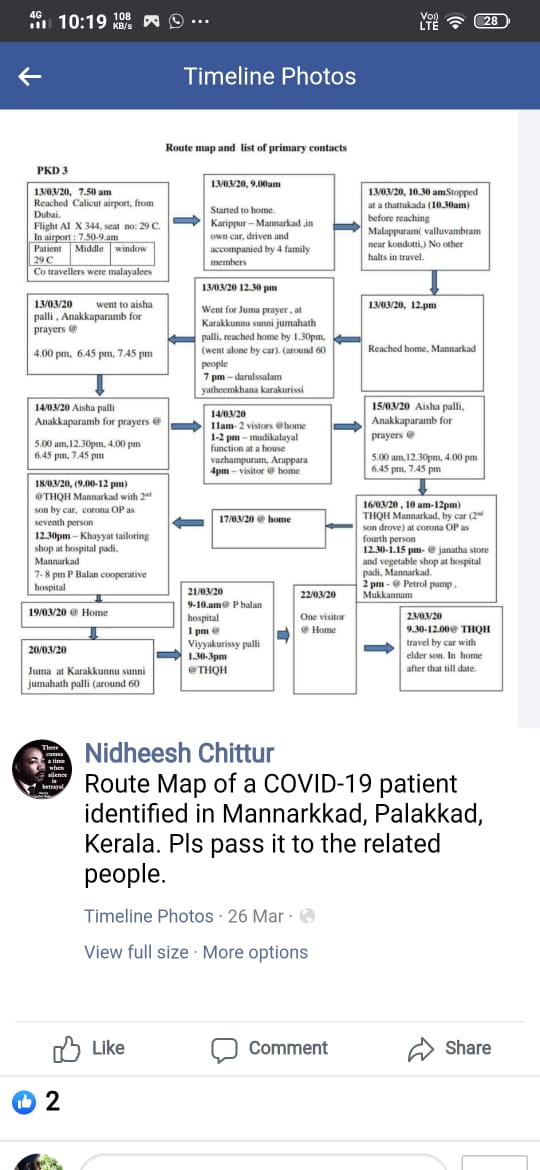 4G 10:19 108 KB/s ... Vo)) LTE 28
Timeline Photos
Route map and list of primary contacts
PKD 3
13/03/20, 7.50 am
Reached Calicut airport, from
Dubai.
Flight AI X 344, seat no: 29 C.
In airport : 7.50-9.am
Patient Middle window
29 C
Co travellers were malayalees
13/03/20, 9.00am
Started to home.
Karippur – Mannarkad .in
own car, driven and
accompanied by 4 family
members
13/03/20, 10.30 amStopped
at a thattukada (10.30am)
before reaching
Malappuram( valluvambram
near kondotti,) No other
halts in travel.
13/03/20, 12.pm
Reached home, Mannarkad
13/03/20 12.30 pm
Went for Juma prayer , at
Karakkunnu sunni jumahath
palli, reached home by 1.30pm,
(went alone by car). (around 60
people
7 pm – darulssalam
yatheemkhana karakurissi
13/03/20 went to aisha
palli , Anakkaparamb for
prayers @
4.00 pm, 6.45 pm, 7.45 pm
14/03/20 Aisha palli
Anakkaparamb for prayers @
5.00 am,12.30pm, 4.00 pm
6.45 pm, 7.45 pm
14/03/20
11am- 2 vistors @home
1-2 pm – mudikalayal
function at a house
vazhampuram, Arappara
4pm – visitor @ home
15/03/20 Aisha palli,
Anakkaparamb for
prayers @
5.00 am,12.30pm, 4.00 pm
6.45 pm, 7.45 pm
16/03/20 , 10 am-12pm)
THQH Mannarkad, by car (2nd
son drove) at corona OP as
fourth person
12.30-1.15 pm- @ janatha store
and vegetable shop at hospital
padi, Mannarkad.
2 pm - @ Petrol pump ,
Mukkannam
17/03/20 @ home
18/03/20, (9.00-12 pm)
@THQH Mannarkad with 2nd
son by car, corona OP as
seventh person
12.30pm – Khayyat tailoring
shop at hospital padi,
Mannarkad
7- 8 pm P Balan cooperative
hospital
19/03/20 @ Home
20/03/20
Juma at Karakkunnu sunni
jumahath palli (around 60
21/03/20
9-10.am@ P balan
hospital
1 pm @
Viyyakurissy palli
1.30-3pm
@THQH
22/03/20
One visitor
@ Home
23/03/20
9.30-12.00@ THQH
travel by car with
elder son. In home
after that till date.
There
comes
a time
when
silence
is
betrayal
Nidheesh Chittur
Route Map of a COVID-19 patient
identified in Mannarkkad, Palakkad,
Kerala. Pls pass it to the related
people.
Timeline Photos · 26 Mar ·
View full size · More options
Like Comment Share
2